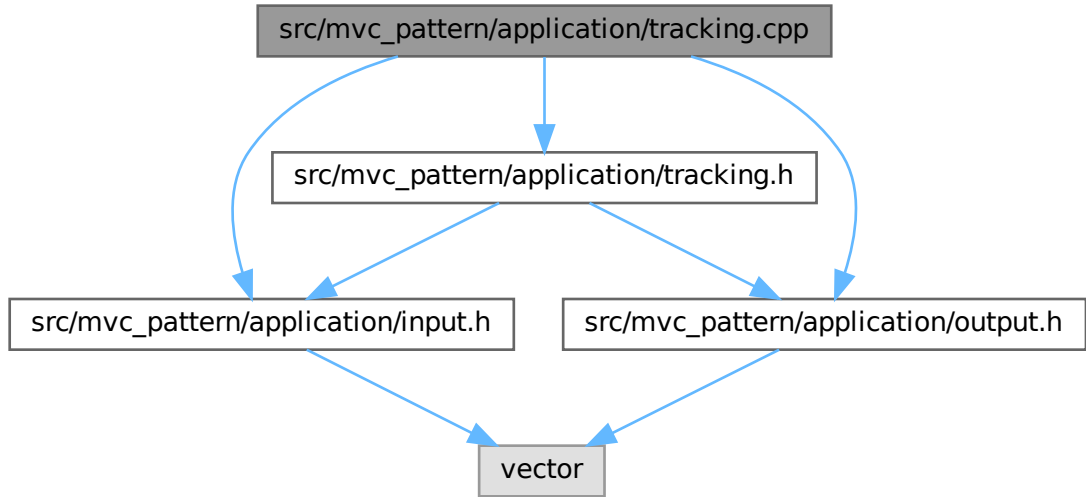 src/mvc_pattern/application/tracking.cpp
src/mvc_pattern/application/tracking.h
src/mvc_pattern/application/input.h
src/mvc_pattern/application/output.h
vector